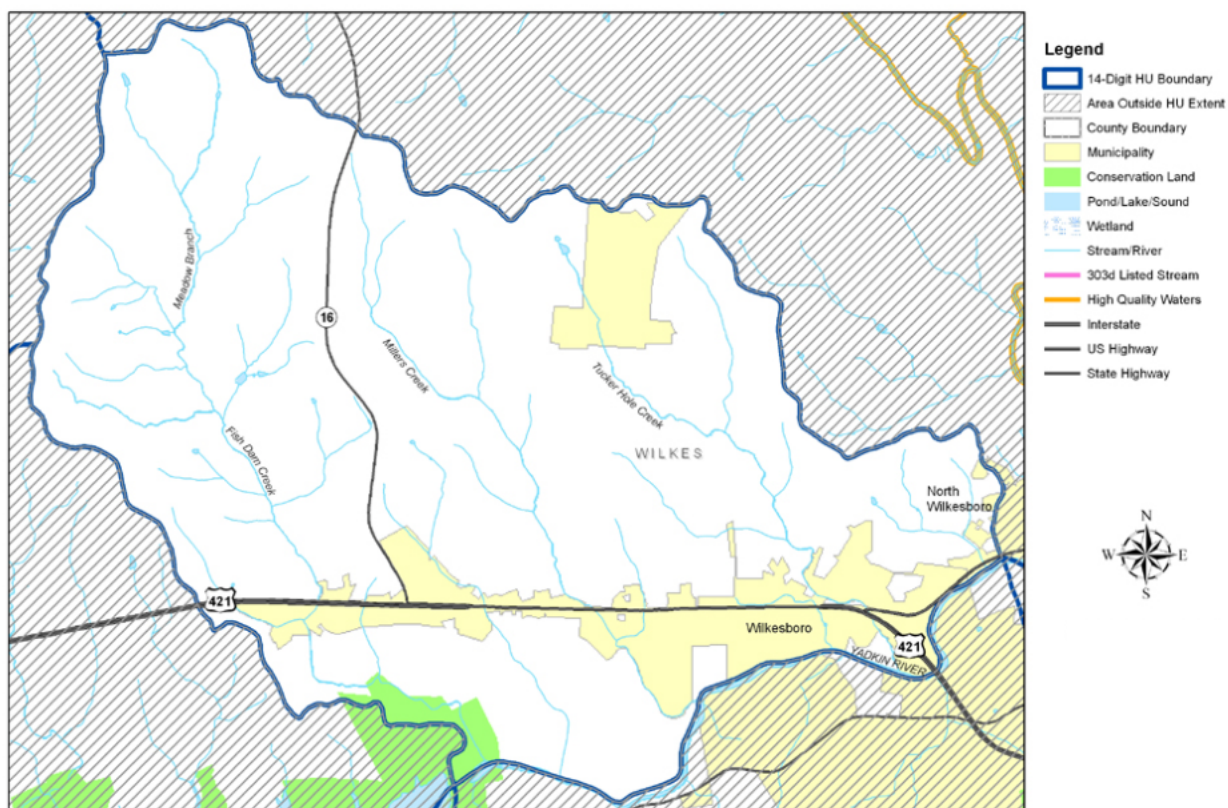 Meadow Branch
16
Millers Creek
Tucker Hole Creek
Fish Dam Creek
WILKES
North
Wilkesboro
421
Wilkesboro
421
YADKIN RIVER
Legend
14-Digit HU Boundary
Area Outside HU Extent
County Boundary
Municipality
Conservation Land
Pond/Lake/Sound
Wetland
Stream/River
303d Listed Stream
High Quality Waters
Interstate
US Highway
State Highway
N
W E
S